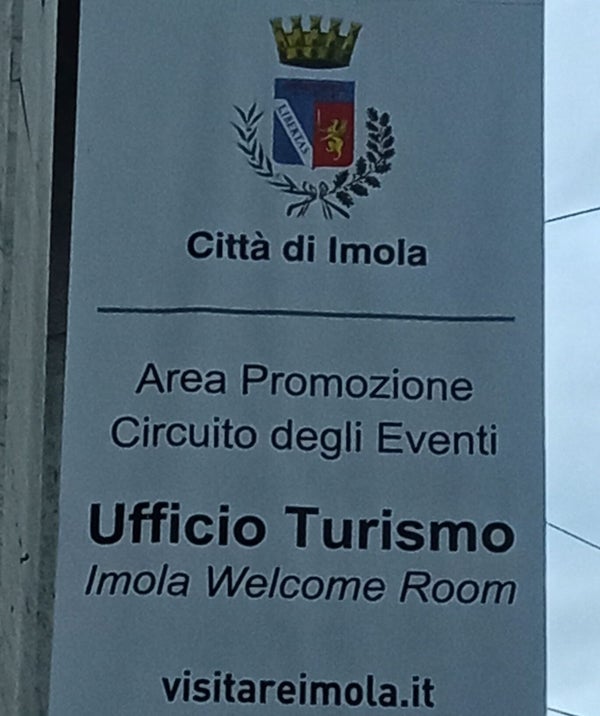 LIBERTAS
Città di Imola
Area Promozione
Circuito degli Eventi
Ufficio Turismo
Imola Welcome Room
visitareimola.it